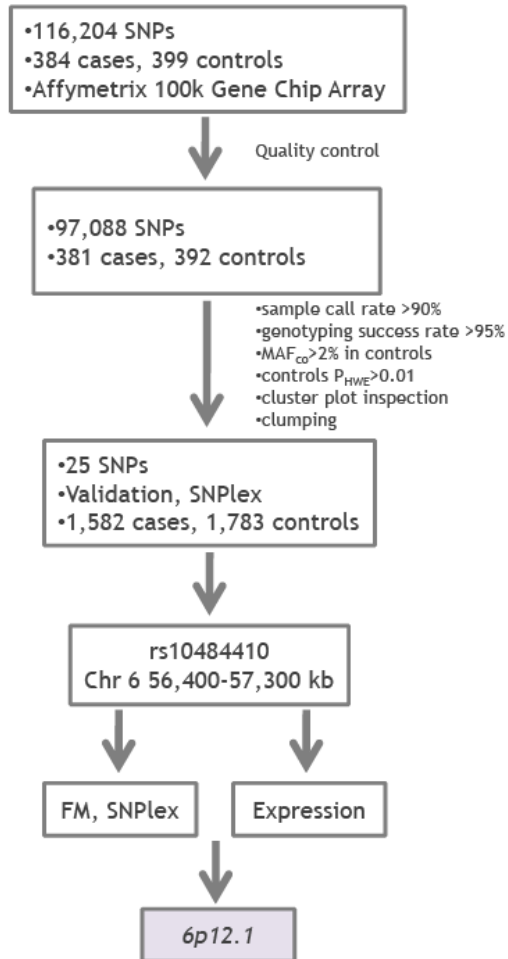 •116,204 SNPs
•384 cases, 399 controls
•Affymetrix 100k Gene Chip Array
Quality control
•97,088 SNPs
•381 cases, 392 controls
•sample call rate >90%
•genotyping success rate >95%
•MAFco>2% in controls
•controls PHWE>0.01
•cluster plot inspection
•clumping
•25 SNPs
•Validation, SNPlex
•1,582 cases, 1,783 controls
rs10484410
Chr 6 56,400-57,300 kb
FM, SNPlex
Expression
6p12.1